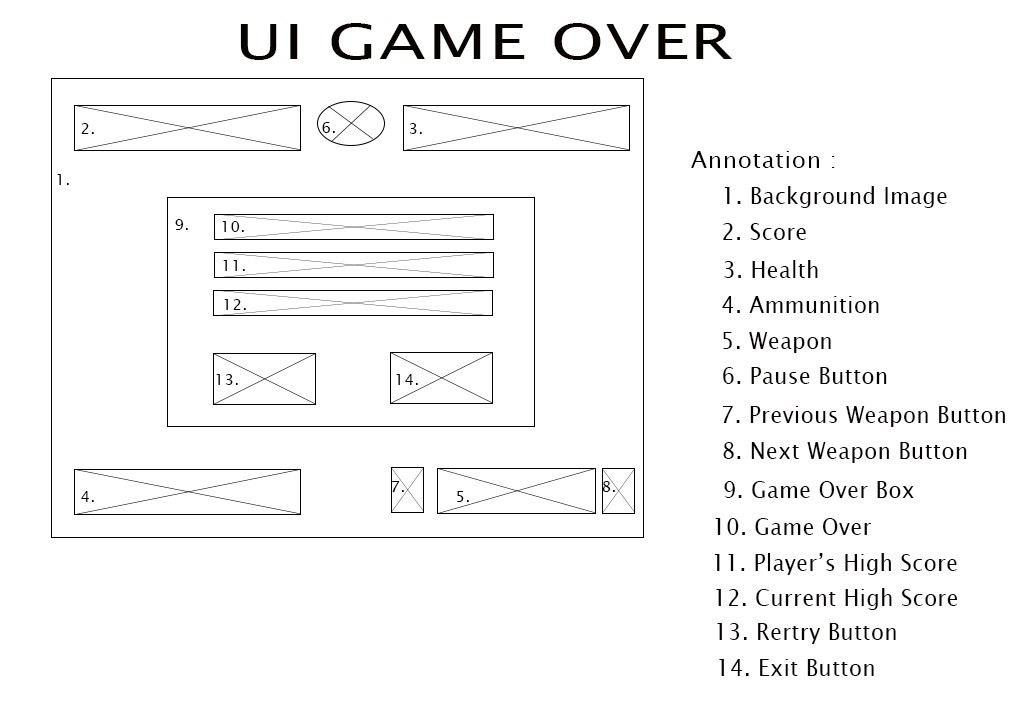 UI GAME OVER
2.
6.
3.
1.
9.
10.
11.
12.
13.
14.
4.
7.
5.
8.
Annotation :
1. Background Image
2. Score
3. Health
4. Ammunition
5. Weapon
6. Pause Button
7. Previous Weapon Button
8. Next Weapon Button
9. Game Over Box
10. Game Over
11. Player’s High Score
12. Current High Score
13. Rertry Button
14. Exit Button